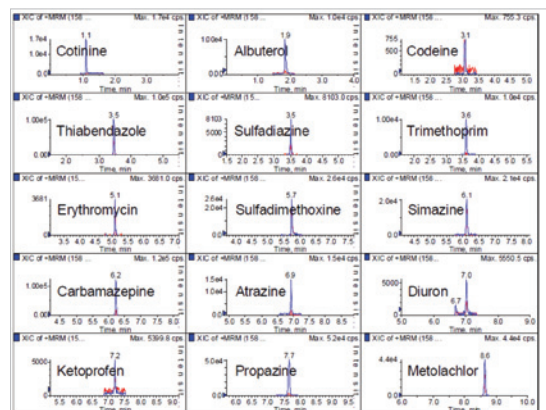 XIC of +MRM (158 ... Max. 1.7e4 cps.
1.1
1.7e4
Cotinine
1.0e4
0.0
1.0 2.0 3.0
Time, min
XIC of +MRM (158 ... Max. 1.0e4 cps.
1.9
1.00e4
Albuterol
0.00
0.0 1.0 2.0 3.0 4.0
Time, min
XIC of +MRM (158 ... Max. 755.3 cps.
3.1
755
Codeine
500
0
1.0 2.0 3.0 4.0 5.0
Time, min
XIC of +MRM (158 ... Max. 1.0e5 cps.
3.5
1.00e5
Thiabendazole
0.00
2.0 3.0 4.0 5.0
Time, min
XIC of +MRM (15... Max. 8103.0 cps.
3.5
8103
Sulfadiazine
5000
0
1.5 2.0 2.5 3.0 3.5 4.0 4.5 5.0
Time, min
XIC of +MRM (158 ... Max. 1.0e4 cps.
3.6
1.00e4
Trimethoprim
0.00
2.0 2.5 3.0 3.5 4.0 4.5 5.0 5.5
Time, min
XIC of +MRM (15... Max. 3681.0 cps.
5.1
3681
Erythromycin
0
3.5 4.0 4.5 5.0 5.5 6.0 6.5 7.0
Time, min
XIC of +MRM (158 ... Max. 2.6e4 cps.
5.7
2.6e4
2.0e4
Sulfadimethoxine
0.0
4.0 4.5 5.0 5.5 6.0 6.5 7.0 7.5
Time, min
XIC of +MRM (158 ... Max. 2.1e4 cps.
6.1
2.0e4
Simazine
0.0
4.5 5.0 5.5 6.0 6.5 7.0 7.5 8.0
Time, min
XIC of +MRM (158 ... Max. 1.2e5 cps.
6.2
Carbamazepine
1.00e5
0.00
4.5 5.0 5.5 6.0 6.5 7.0 7.5 8.0
Time, min
XIC of +MRM (158 ... Max. 1.5e4 cps.
6.9
1.5e4
Atrazine
1.0e4
0.0
5.0 5.5 6.0 6.5 7.0 7.5 8.0 8.5
Time, min
XIC of +MRM (158 ... Max. 5550.5 cps.
7.0
5000
Diuron
6.7
0
5.0 6.0 7.0 8.0 9.0
Time, min
XIC of +MRM (15... Max. 5399.6 cps.
7.2
5000
Ketoprofen
0
5.5 6.0 6.5 7.0 7.5 8.0 8.5 9.0
Time, min
XIC of +MRM (158 ... Max. 5.2e4 cps.
7.7
5.0e4
Propazine
0.0
6.0 6.5 7.0 7.5 8.0 8.5 9.0 9.5
Time, min
XIC of +MRM (158 ... Max. 4.4e4 cps.
8.6
4.4e4
Metolachlor
0.0
7.0 8.0 9.0 10.0
Time, min